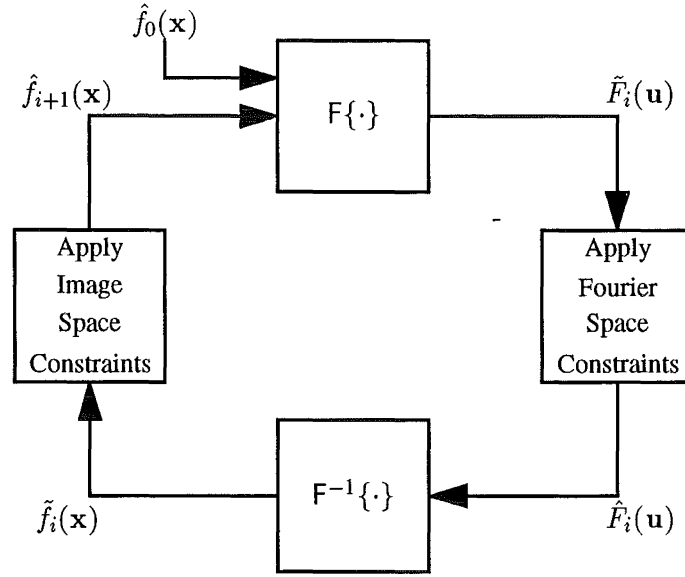 f̂₀(𝐱)
f̂ᵢ₊₁(𝐱)
F{·}
F̃ᵢ(𝐮)
Apply
Image
Space
Constraints
Apply
Fourier
Space
Constraints
f̃ᵢ(𝐱)
F⁻¹{·}
F̂ᵢ(𝐮)